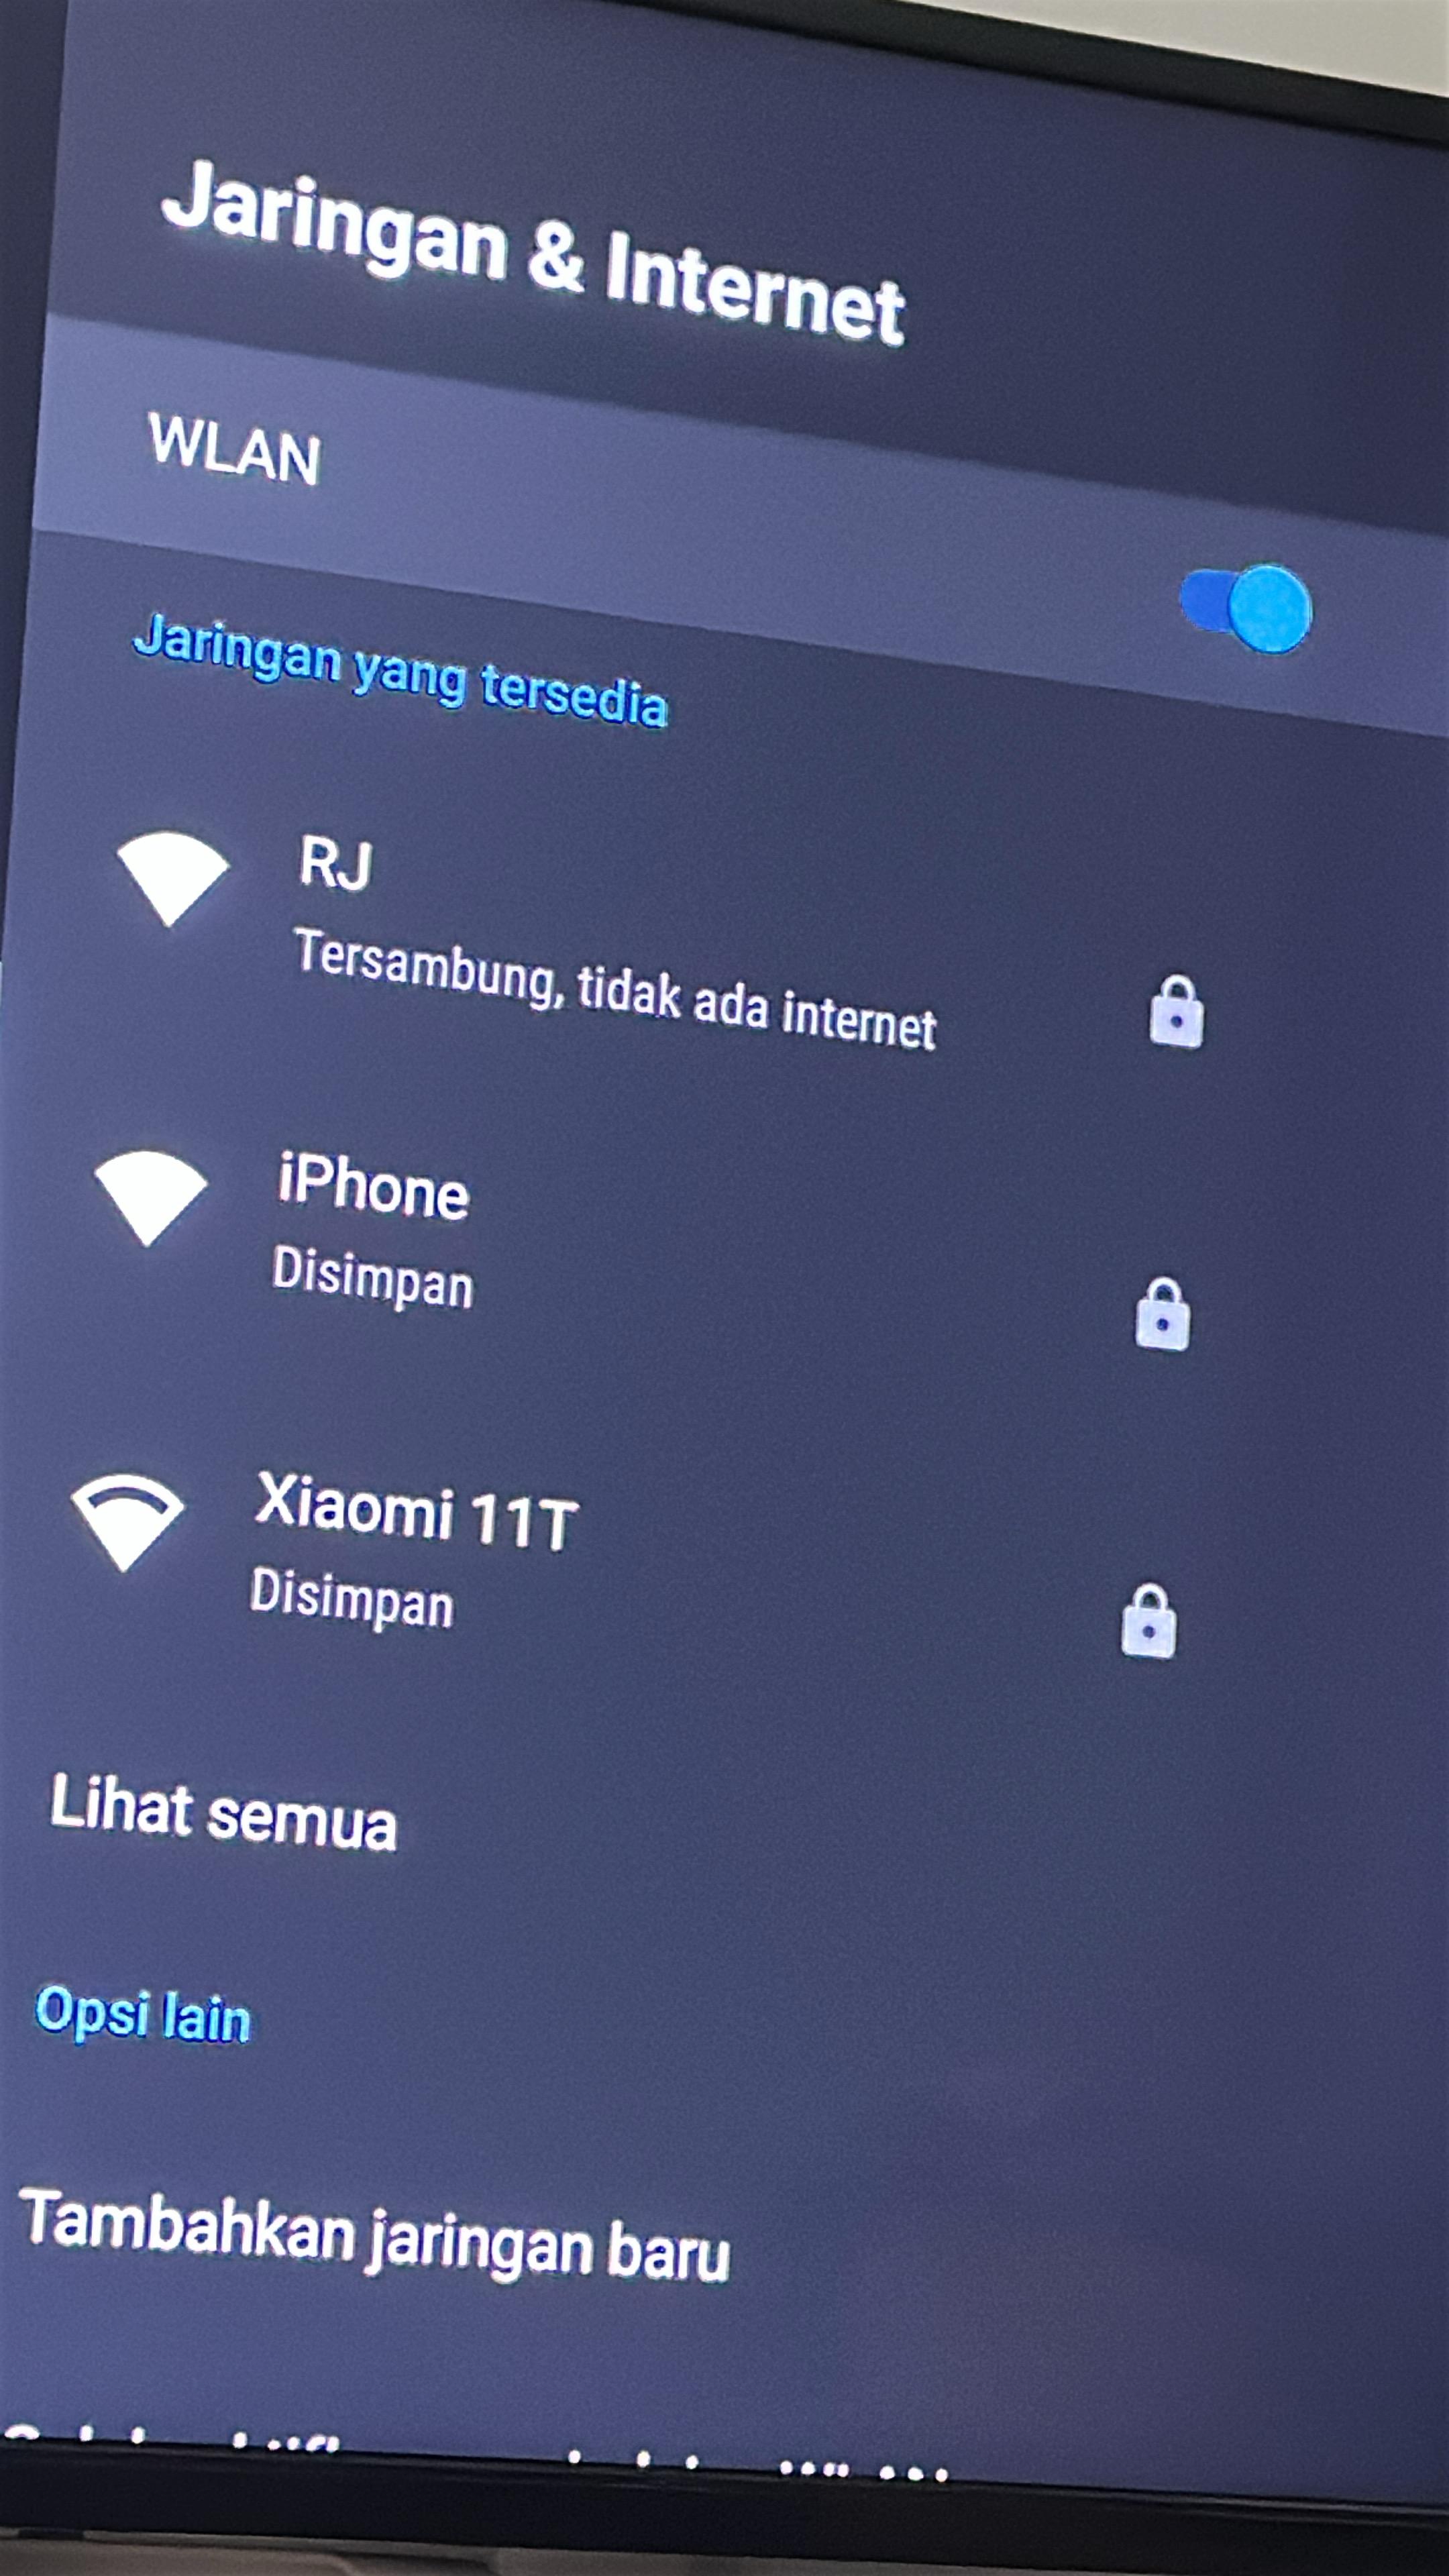 Jaringan & Internet
WLAN
Jaringan yang tersedia
RJ
Tersambung, tidak ada internet
iPhone
Disimpan
Xiaomi 11T
Disimpan
Lihat semua
Opsi lain
Tambahkan jaringan baru